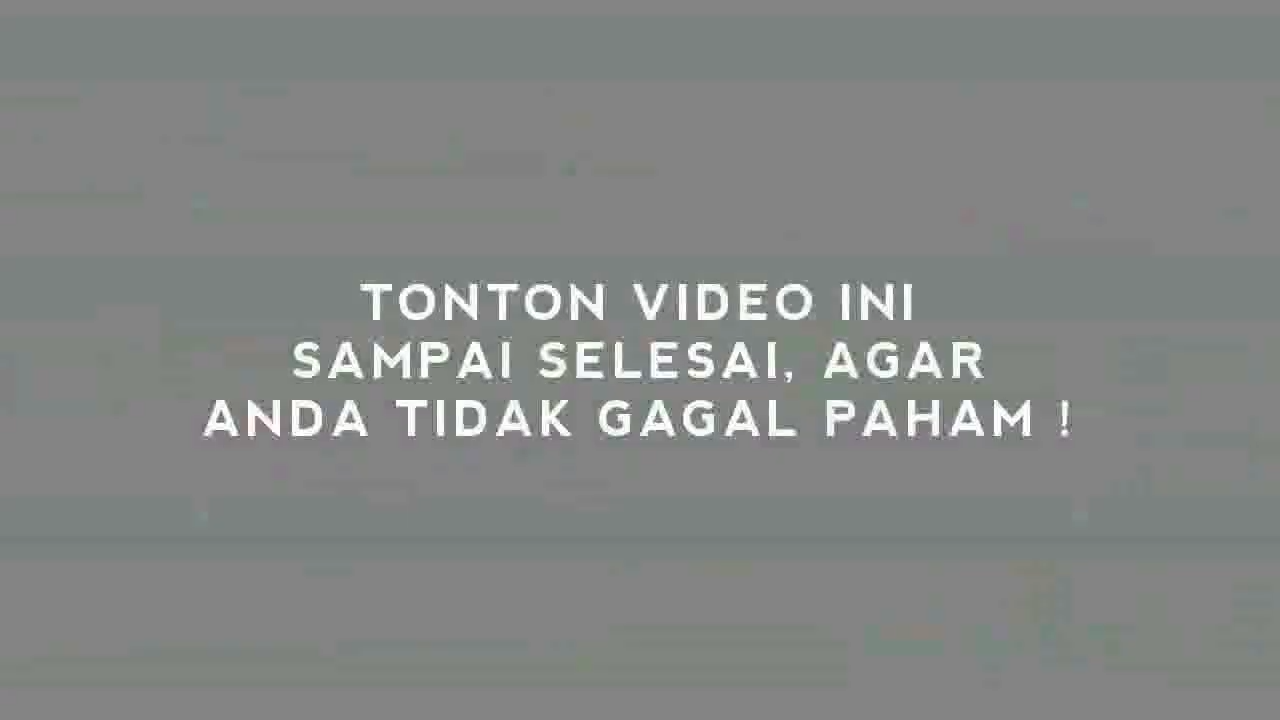 TONTON VIDEO INI
SAMPAI SELESAI, AGAR
ANDA TIDAK GAGAL PAHAM !